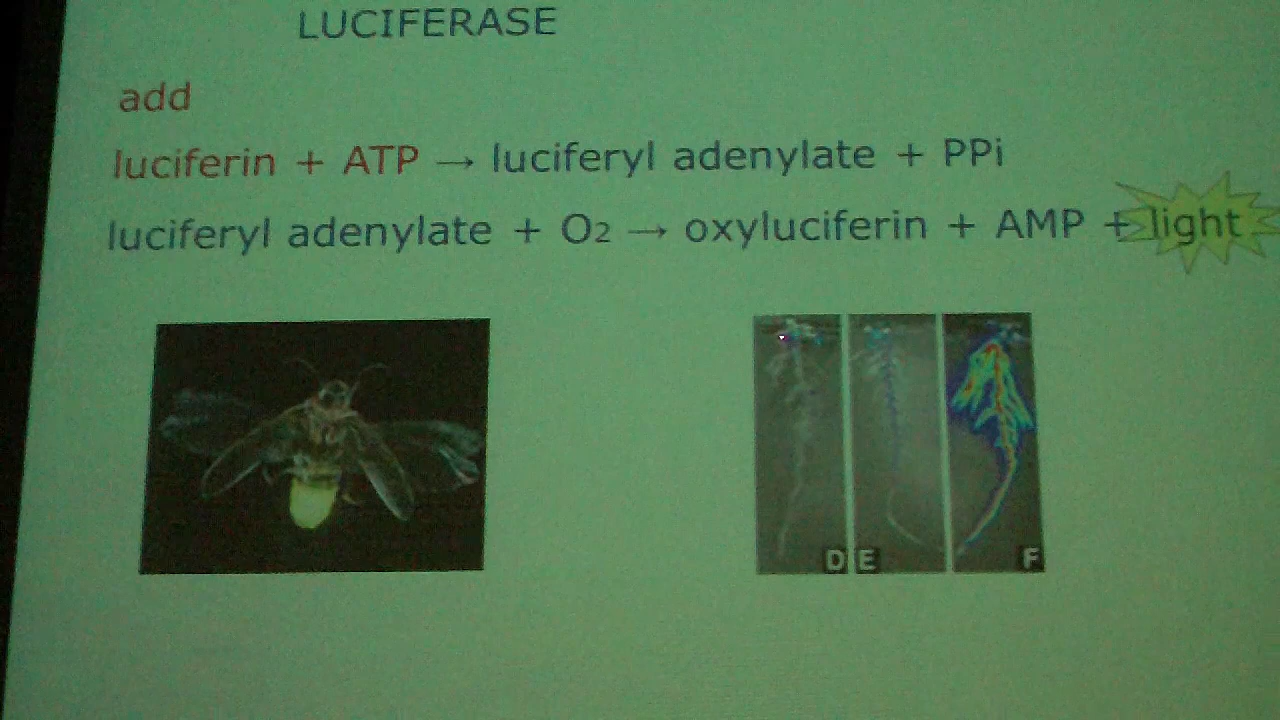 LUCIFERASE
add
luciferin + ATP → luciferyl adenylate + PPi
luciferyl adenylate + O2 → oxyluciferin + AMP + light
D E F